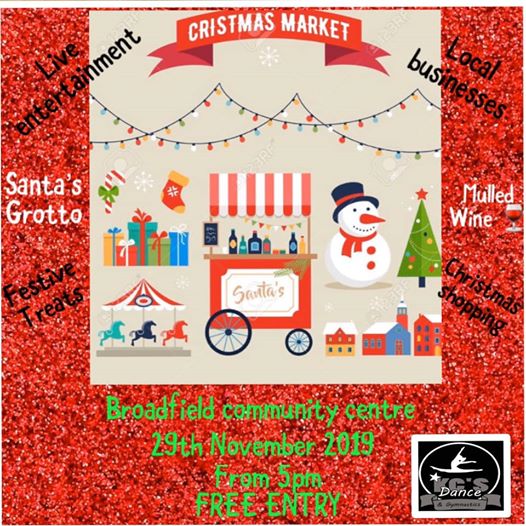 CRISTMAS MARKET
Live
entertainment
Local
businesses
Santa's
Grotto
Mulled
Wine
Festive
Treats
Christmas
shopping
Santa's
Broadfield community centre
29th November 2019
From 5pm
FREE ENTRY
Dance
& Gymnastics